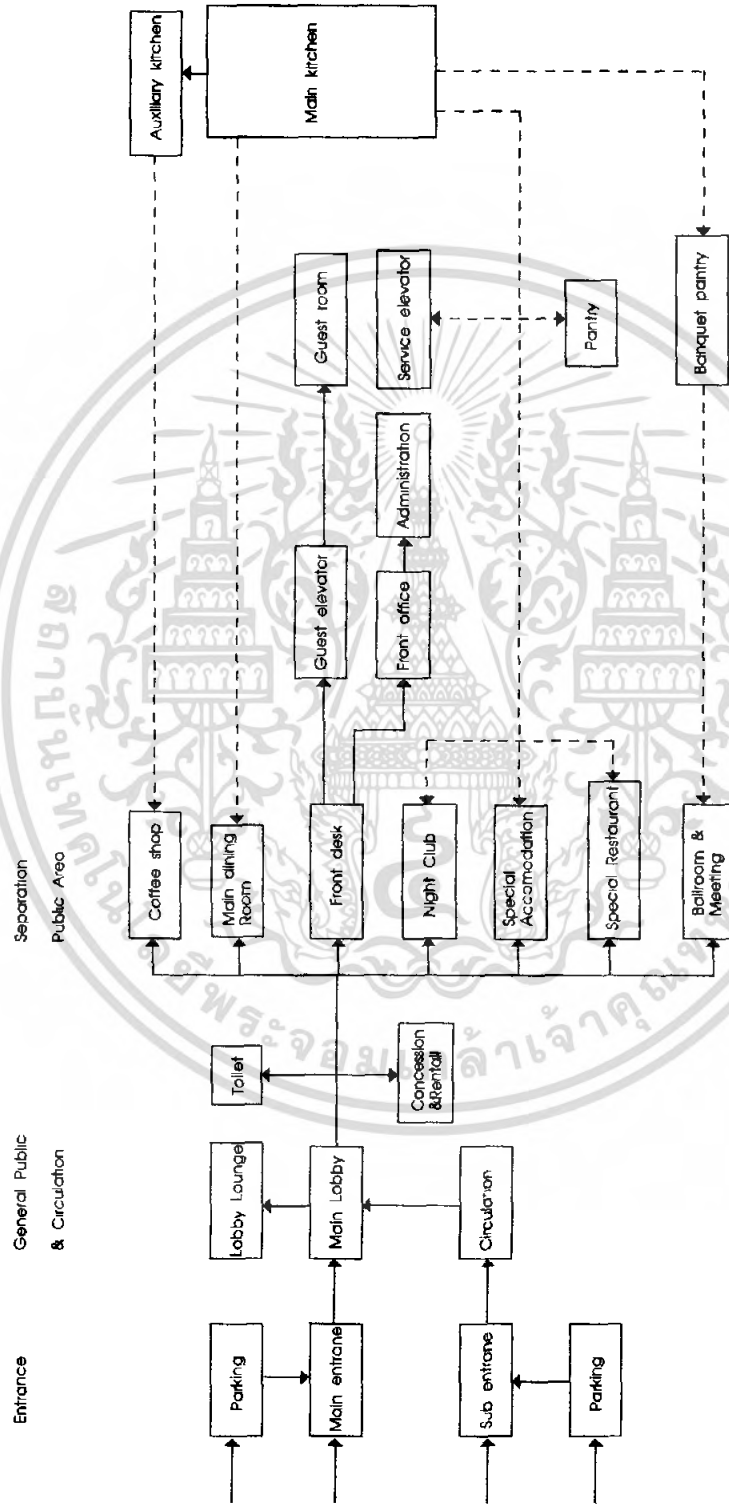 Entrance
General Public
& Circulation
Separation
Public Area
Parking
Main entrane
Sub entrane
Parking
Lobby Lounge
Main Lobby
Circulation
Toilet
Concession
&Rentall
Coffee shop
Main dining
Room
Front desk
Night Club
Special
Accomodation
Special Restaurant
Ballroom &
Meeting
Guest elevator
Front office
Guest room
Administration
Service elevator
Pantry
Banquet pantry
Auxiliary kitchen
Main kitchen